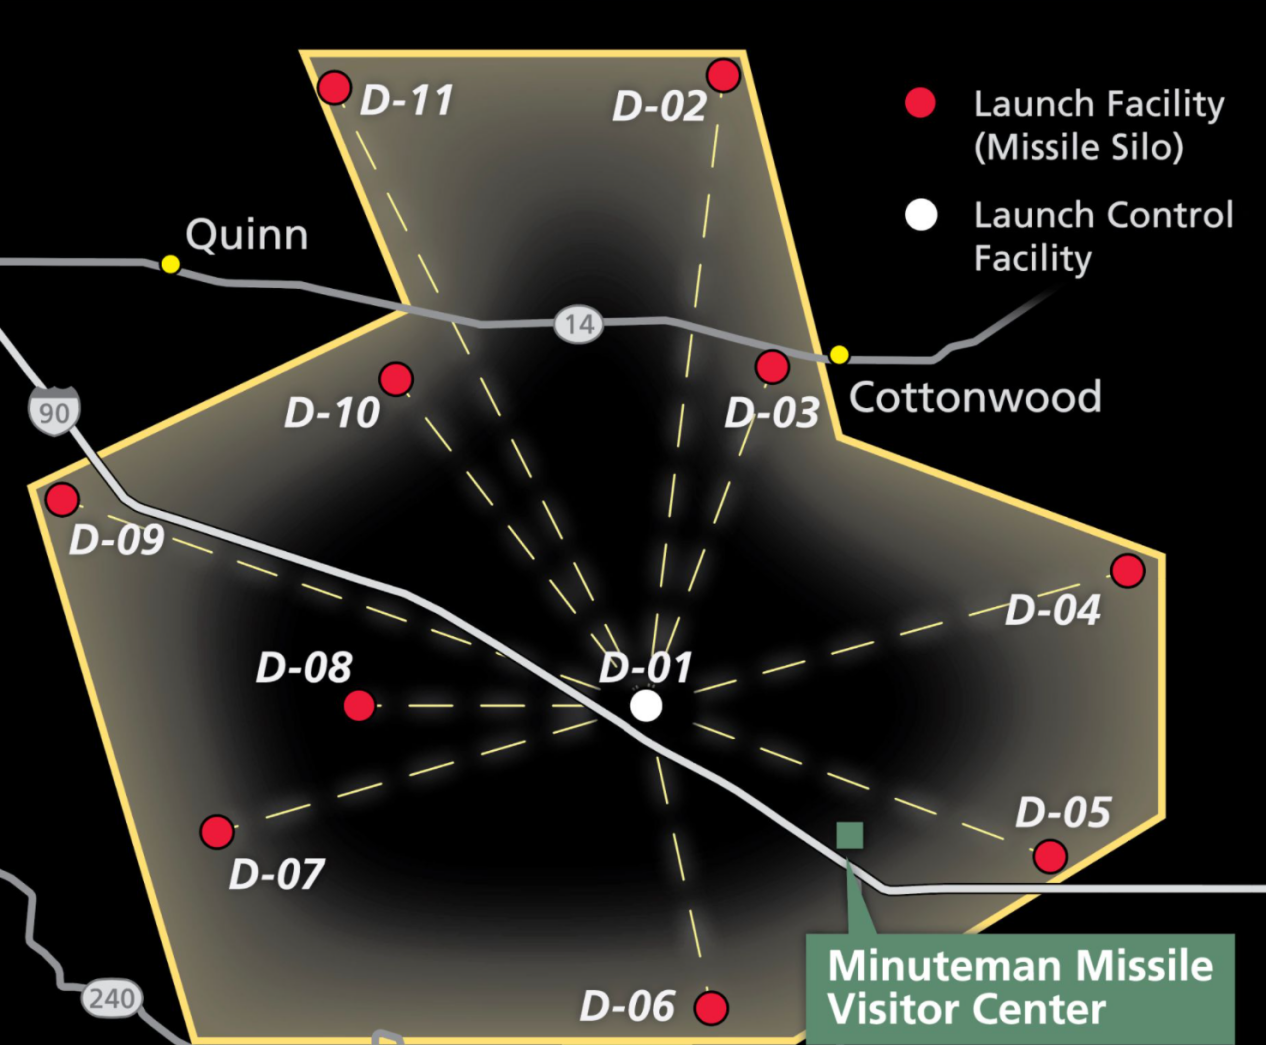 D-11
D-02
Launch Facility
(Missile Silo)
Launch Control
Facility
Quinn
14
D-10
D-03
Cottonwood
90
D-09
D-04
D-08
D-01
D-05
D-07
Minuteman Missile
Visitor Center
D-06
240